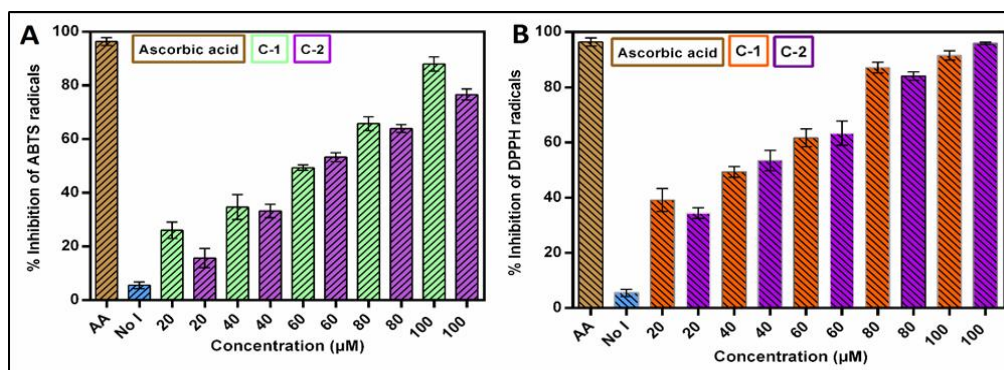 A
Ascorbic acid C-1 C-2
% Inhibition of ABTS radicals
100
80
60
40
20
0
AA No I 20 20 40 40 60 60 80 80 100 100
Concentration (µM)
B
Ascorbic acid C-1 C-2
% Inhibition of DPPH radicals
100
80
60
40
20
0
AA No I 20 20 40 40 60 60 80 80 100 100
Concentration (µM)